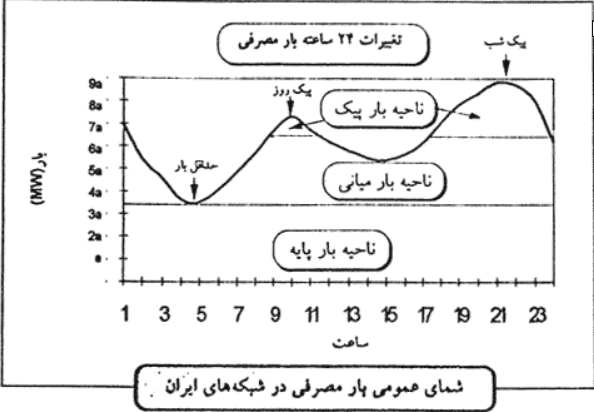 تغییرات ۲۴ ساعته بار مصرفی
پیک شب
پیک روز
ناحیه بار پیک
حداقل بار
ناحیه بار میانی
ناحیه بار پایه
بار (MW)
9a
8a
7a
6a
5a
4a
3a
2a
a
1 3 5 7 9 11 13 15 17 19 21 23
ساعت
شمای عمومی بار مصرفی در شبکه‌های ایران